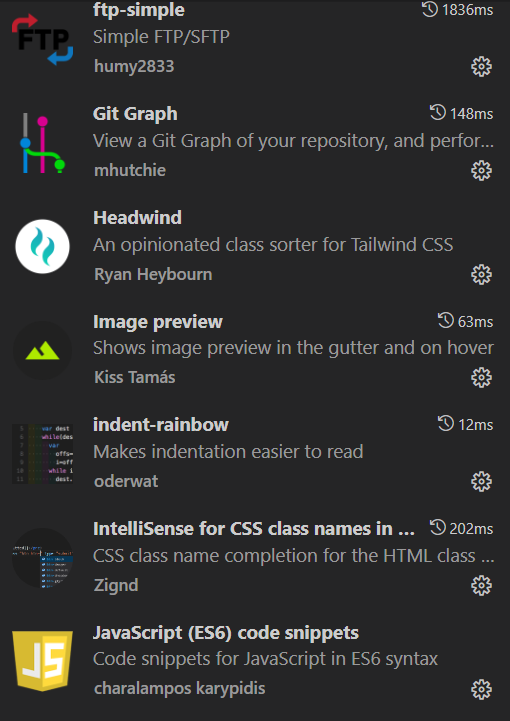 ftp-simple 1836ms
FTP Simple FTP/SFTP
humy2833
Git Graph 148ms
View a Git Graph of your repository, and perfor...
mhutchie
Headwind
An opinionated class sorter for Tailwind CSS
Ryan Heybourn
Image preview 63ms
Shows image preview in the gutter and on hover
Kiss Tamás
indent-rainbow 12ms
Makes indentation easier to read
oderwat
IntelliSense for CSS class names in ... 202ms
CSS class name completion for the HTML class ...
Zignd
JavaScript (ES6) code snippets
JS Code snippets for JavaScript in ES6 syntax
charalampos karypidis